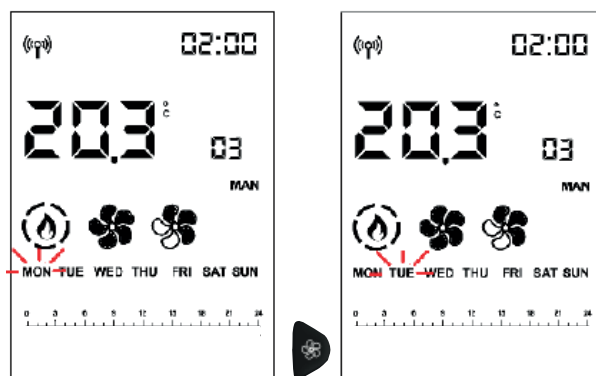 02:00
20.3 °C
03
MAN
MON TUE WED THU FRI SAT SUN
0 3 6 9 12 15 18 21 24
02:00
20.3 °C
03
MAN
MON TUE WED THU FRI SAT SUN
0 3 6 9 12 15 18 21 24